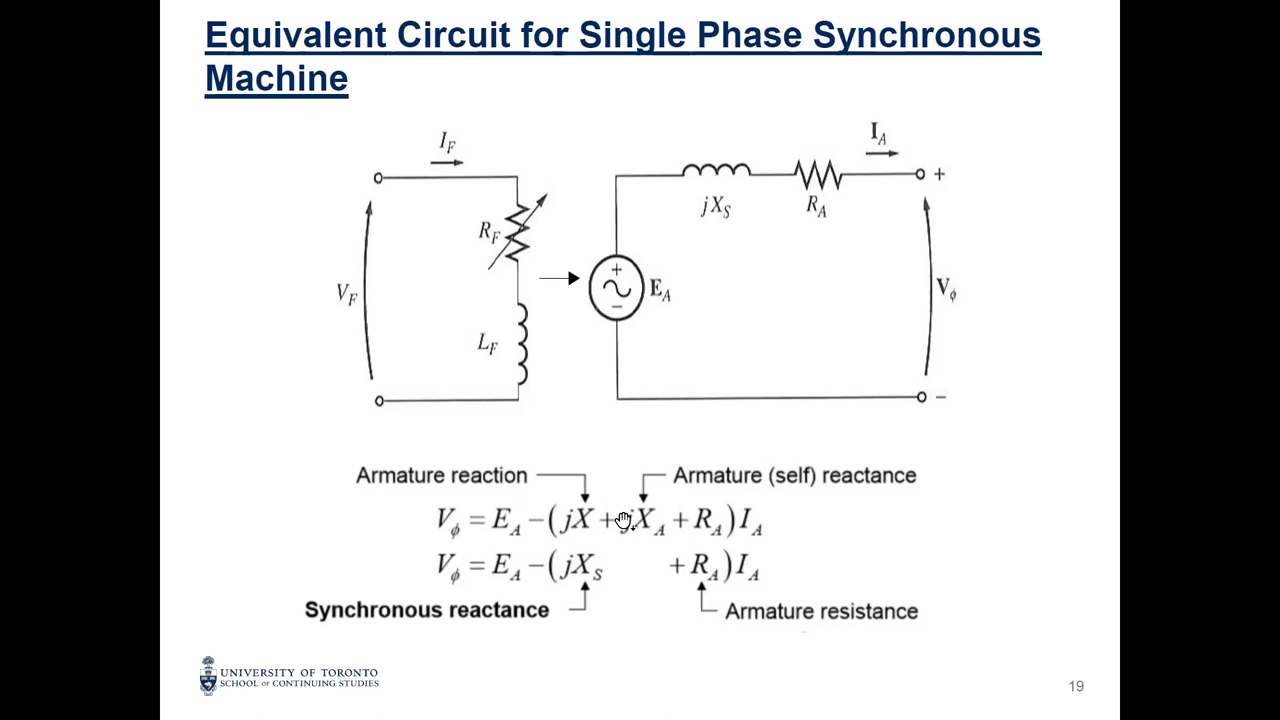 Equivalent Circuit for Single Phase Synchronous
Machine
I_F
I_A
jX_S
R_A
+
R_F
V_F
+
−
E_A
V_ϕ
L_F
−
Armature reaction
Armature (self) reactance
V_ϕ = E_A − (jX + jX_A + R_A) I_A
V_ϕ = E_A − (jX_S + R_A) I_A
Synchronous reactance
Armature resistance
UNIVERSITY OF TORONTO
SCHOOL OF CONTINUING STUDIES
19